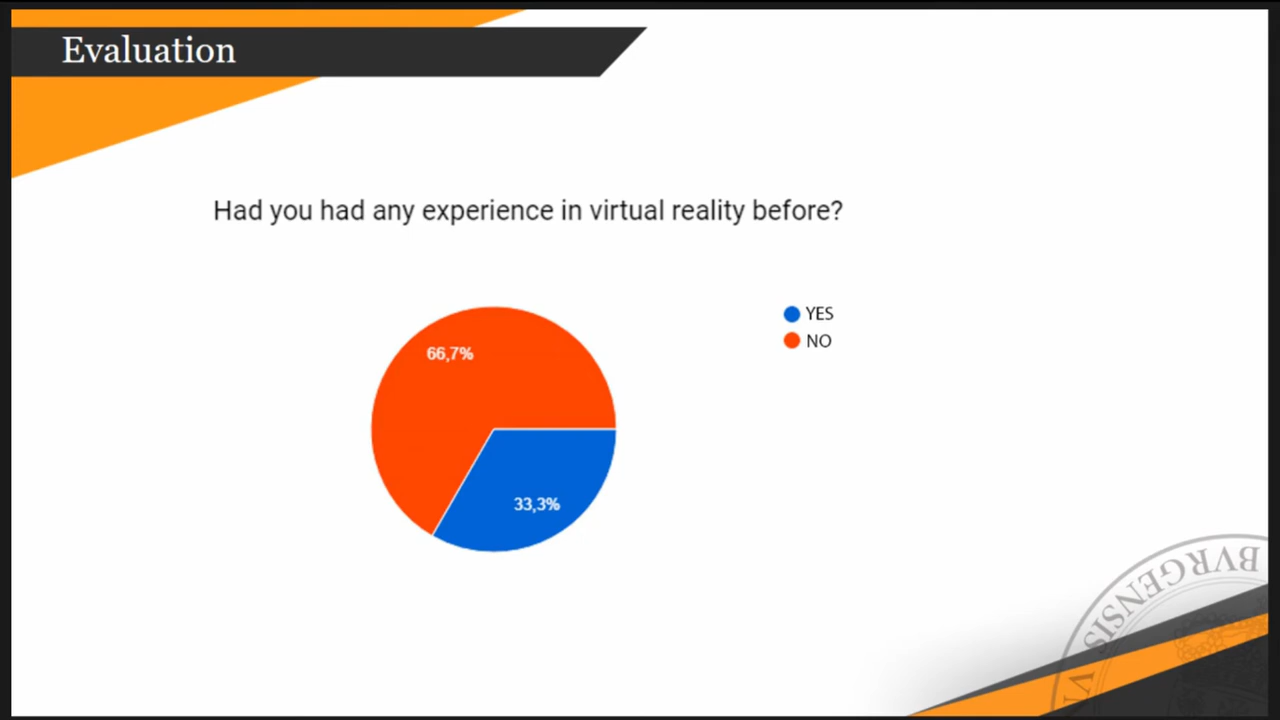 Evaluation
Had you had any experience in virtual reality before?
YES
NO
66,7%
33,3%
BVRGENSIS